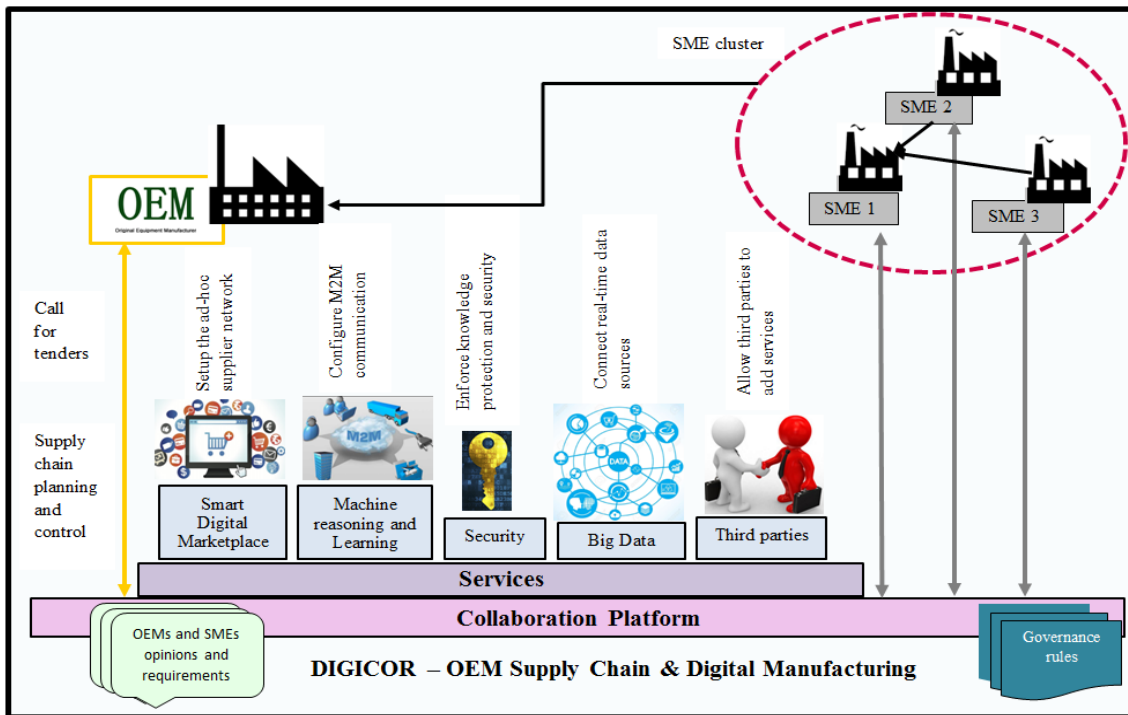 SME cluster
SME 2
SME 1
SME 3
OEM
Original Equipment Manufacturer
Call
for
tenders
Supply
chain
planning
and
control
Setup the ad-hoc
supplier network
Configure M2M
communication
Enforce knowledge
protection and security
Connect real-time data
sources
Allow third parties to
add services
M2M
DATA
Smart
Digital
Marketplace
Machine
reasoning and
Learning
Security
Big Data
Third parties
Services
Collaboration Platform
OEMs and SMEs
opinions and
requirements
Governance
rules
DIGICOR – OEM Supply Chain & Digital Manufacturing